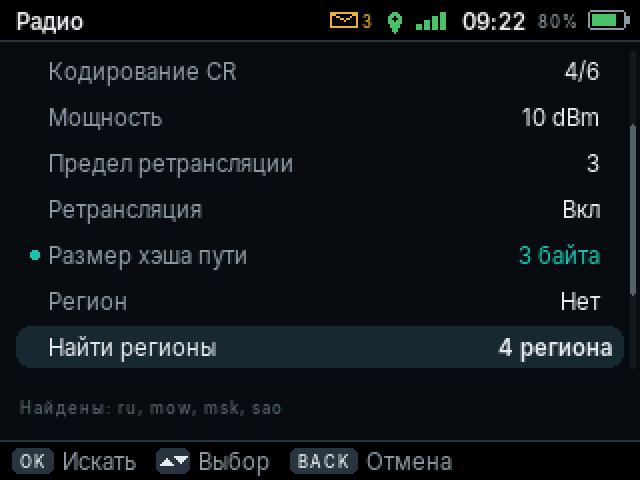 Радио 3 09:22 80%
Кодирование CR 4/6
Мощность 10 dBm
Предел ретрансляции 3
Ретрансляция Вкл
Размер хэша пути 3 байта
Регион Нет
Найти регионы 4 региона
Найдены: ru, mow, msk, sao
OK Искать Выбор BACK Отмена